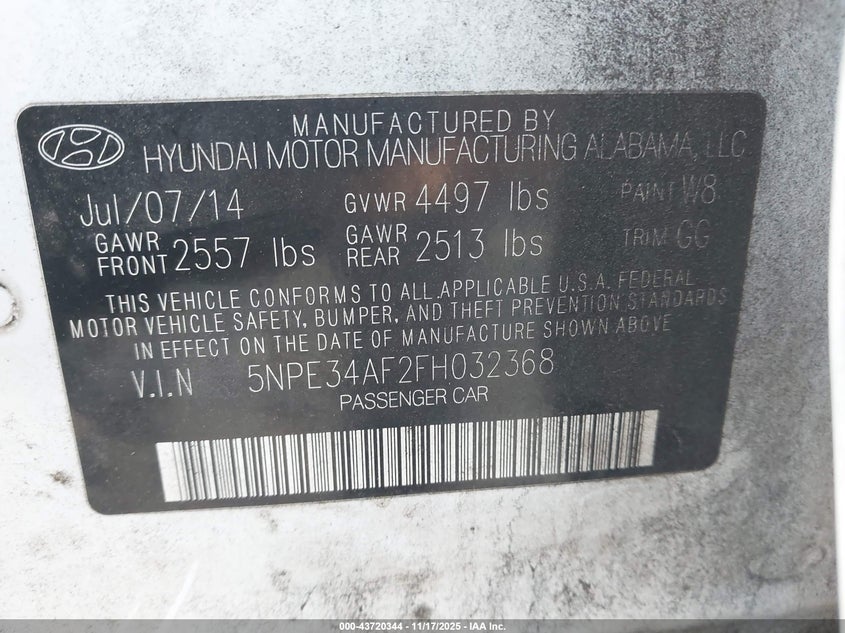 MANUFACTURED BY
HYUNDAI MOTOR MANUFACTURING ALABAMA, LLC
Jul/07/14 GVWR 4497 lbs PAINT W8
GAWR FRONT 2557 lbs GAWR REAR 2513 lbs TRIM GG
THIS VEHICLE CONFORMS TO ALL APPLICABLE U.S.A. FEDERAL
MOTOR VEHICLE SAFETY, BUMPER, AND THEFT PREVENTION STANDARDS
IN EFFECT ON THE DATE OF MANUFACTURE SHOWN ABOVE
V.I.N 5NPE34AF2FH032368
PASSENGER CAR
000-43720344 - 11/17/2025 - IAA Inc.